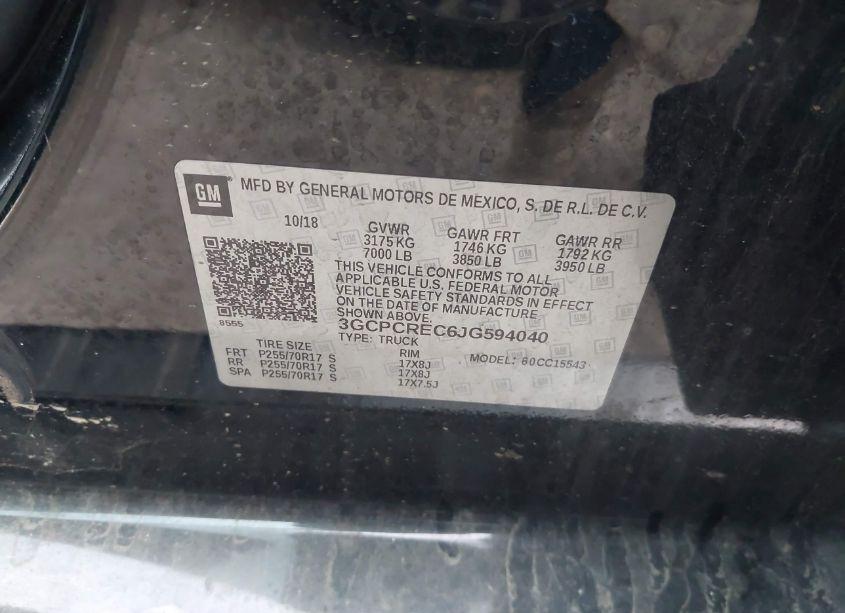 GM® MFD BY GENERAL MOTORS DE MEXICO, S. DE R.L. DE C.V.
10/18
GVWR GAWR FRT GAWR RR
3175 KG 1746 KG 1792 KG
7000 LB 3850 LB 3950 LB
THIS VEHICLE CONFORMS TO ALL
APPLICABLE U.S. FEDERAL MOTOR
VEHICLE SAFETY STANDARDS IN EFFECT
ON THE DATE OF MANUFACTURE
SHOWN ABOVE.
8555
3GCPCREC6JG594040
TYPE: TRUCK MODEL: 60CC15543
TIRE SIZE RIM
FRT P255/70R17 S 17X8J
RR P255/70R17 S 17X8J
SPA P255/70R17 S 17X7.5J